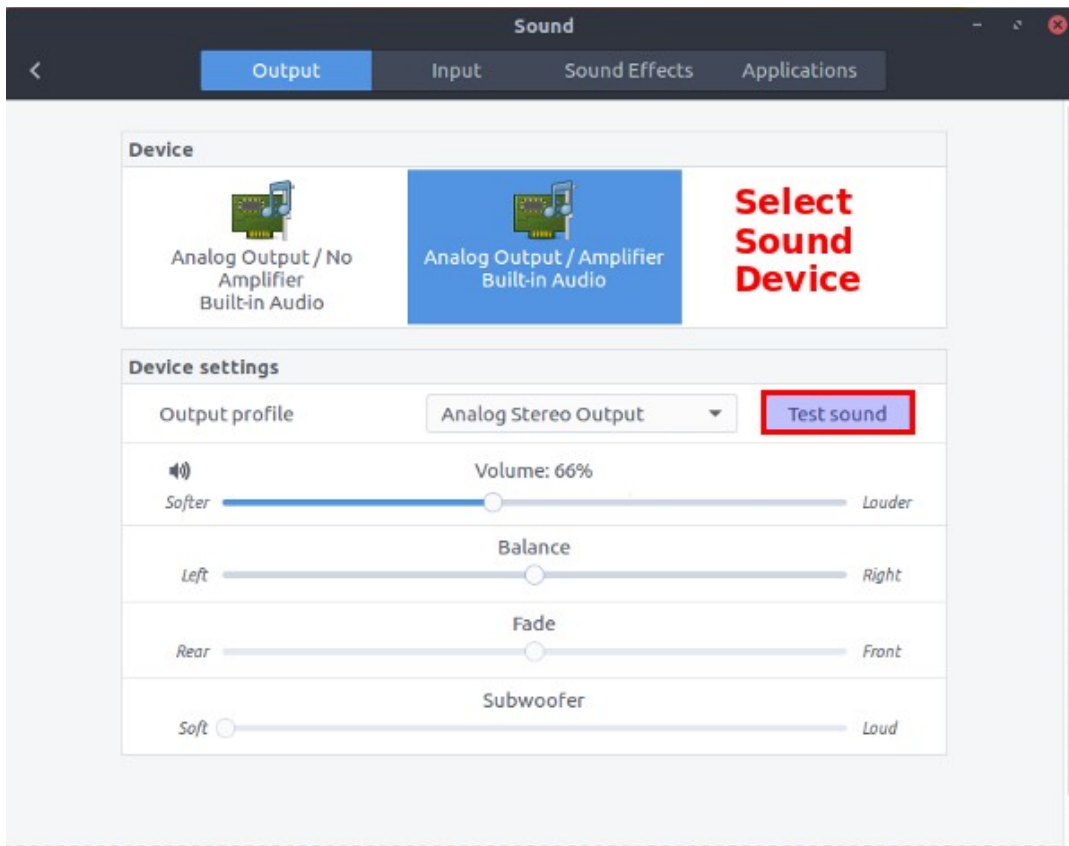 Sound
Output Input Sound Effects Applications
Device
Analog Output / No
Amplifier
Built-in Audio
Analog Output / Amplifier
Built-in Audio
Select
Sound
Device
Device settings
Output profile Analog Stereo Output Test sound
Volume: 66%
Softer Louder
Balance
Left Right
Fade
Rear Front
Subwoofer
Soft Loud